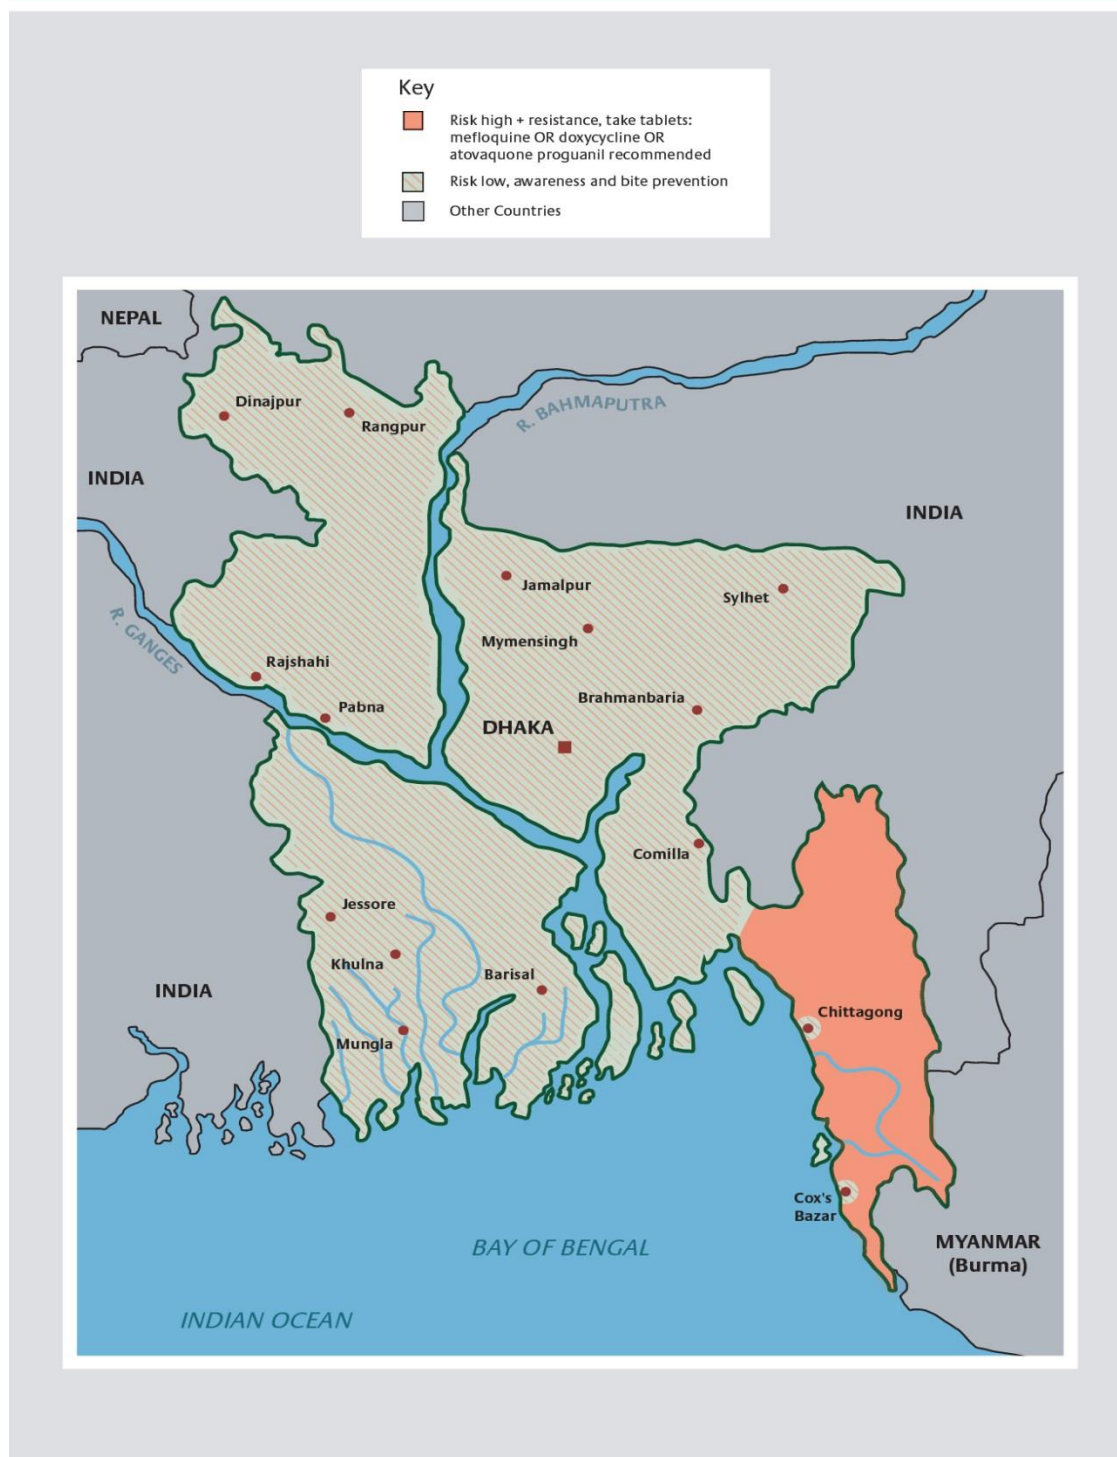 Key
Risk high + resistance, take tablets:
mefloquine OR doxycycline OR
atovaquone proguanil recommended
Risk low, awareness and bite prevention
Other Countries
NEPAL
Dinajpur
Rangpur
R. BAHMAPUTRA
INDIA
INDIA
Jamalpur
Sylhet
R. GANGES
Mymensingh
Rajshahi
Brahmanbaria
Pabna
DHAKA
Comilla
Jessore
Khulna
Barisal
INDIA
Chittagong
Mungla
Cox's
Bazar
BAY OF BENGAL
MYANMAR
(Burma)
INDIAN OCEAN